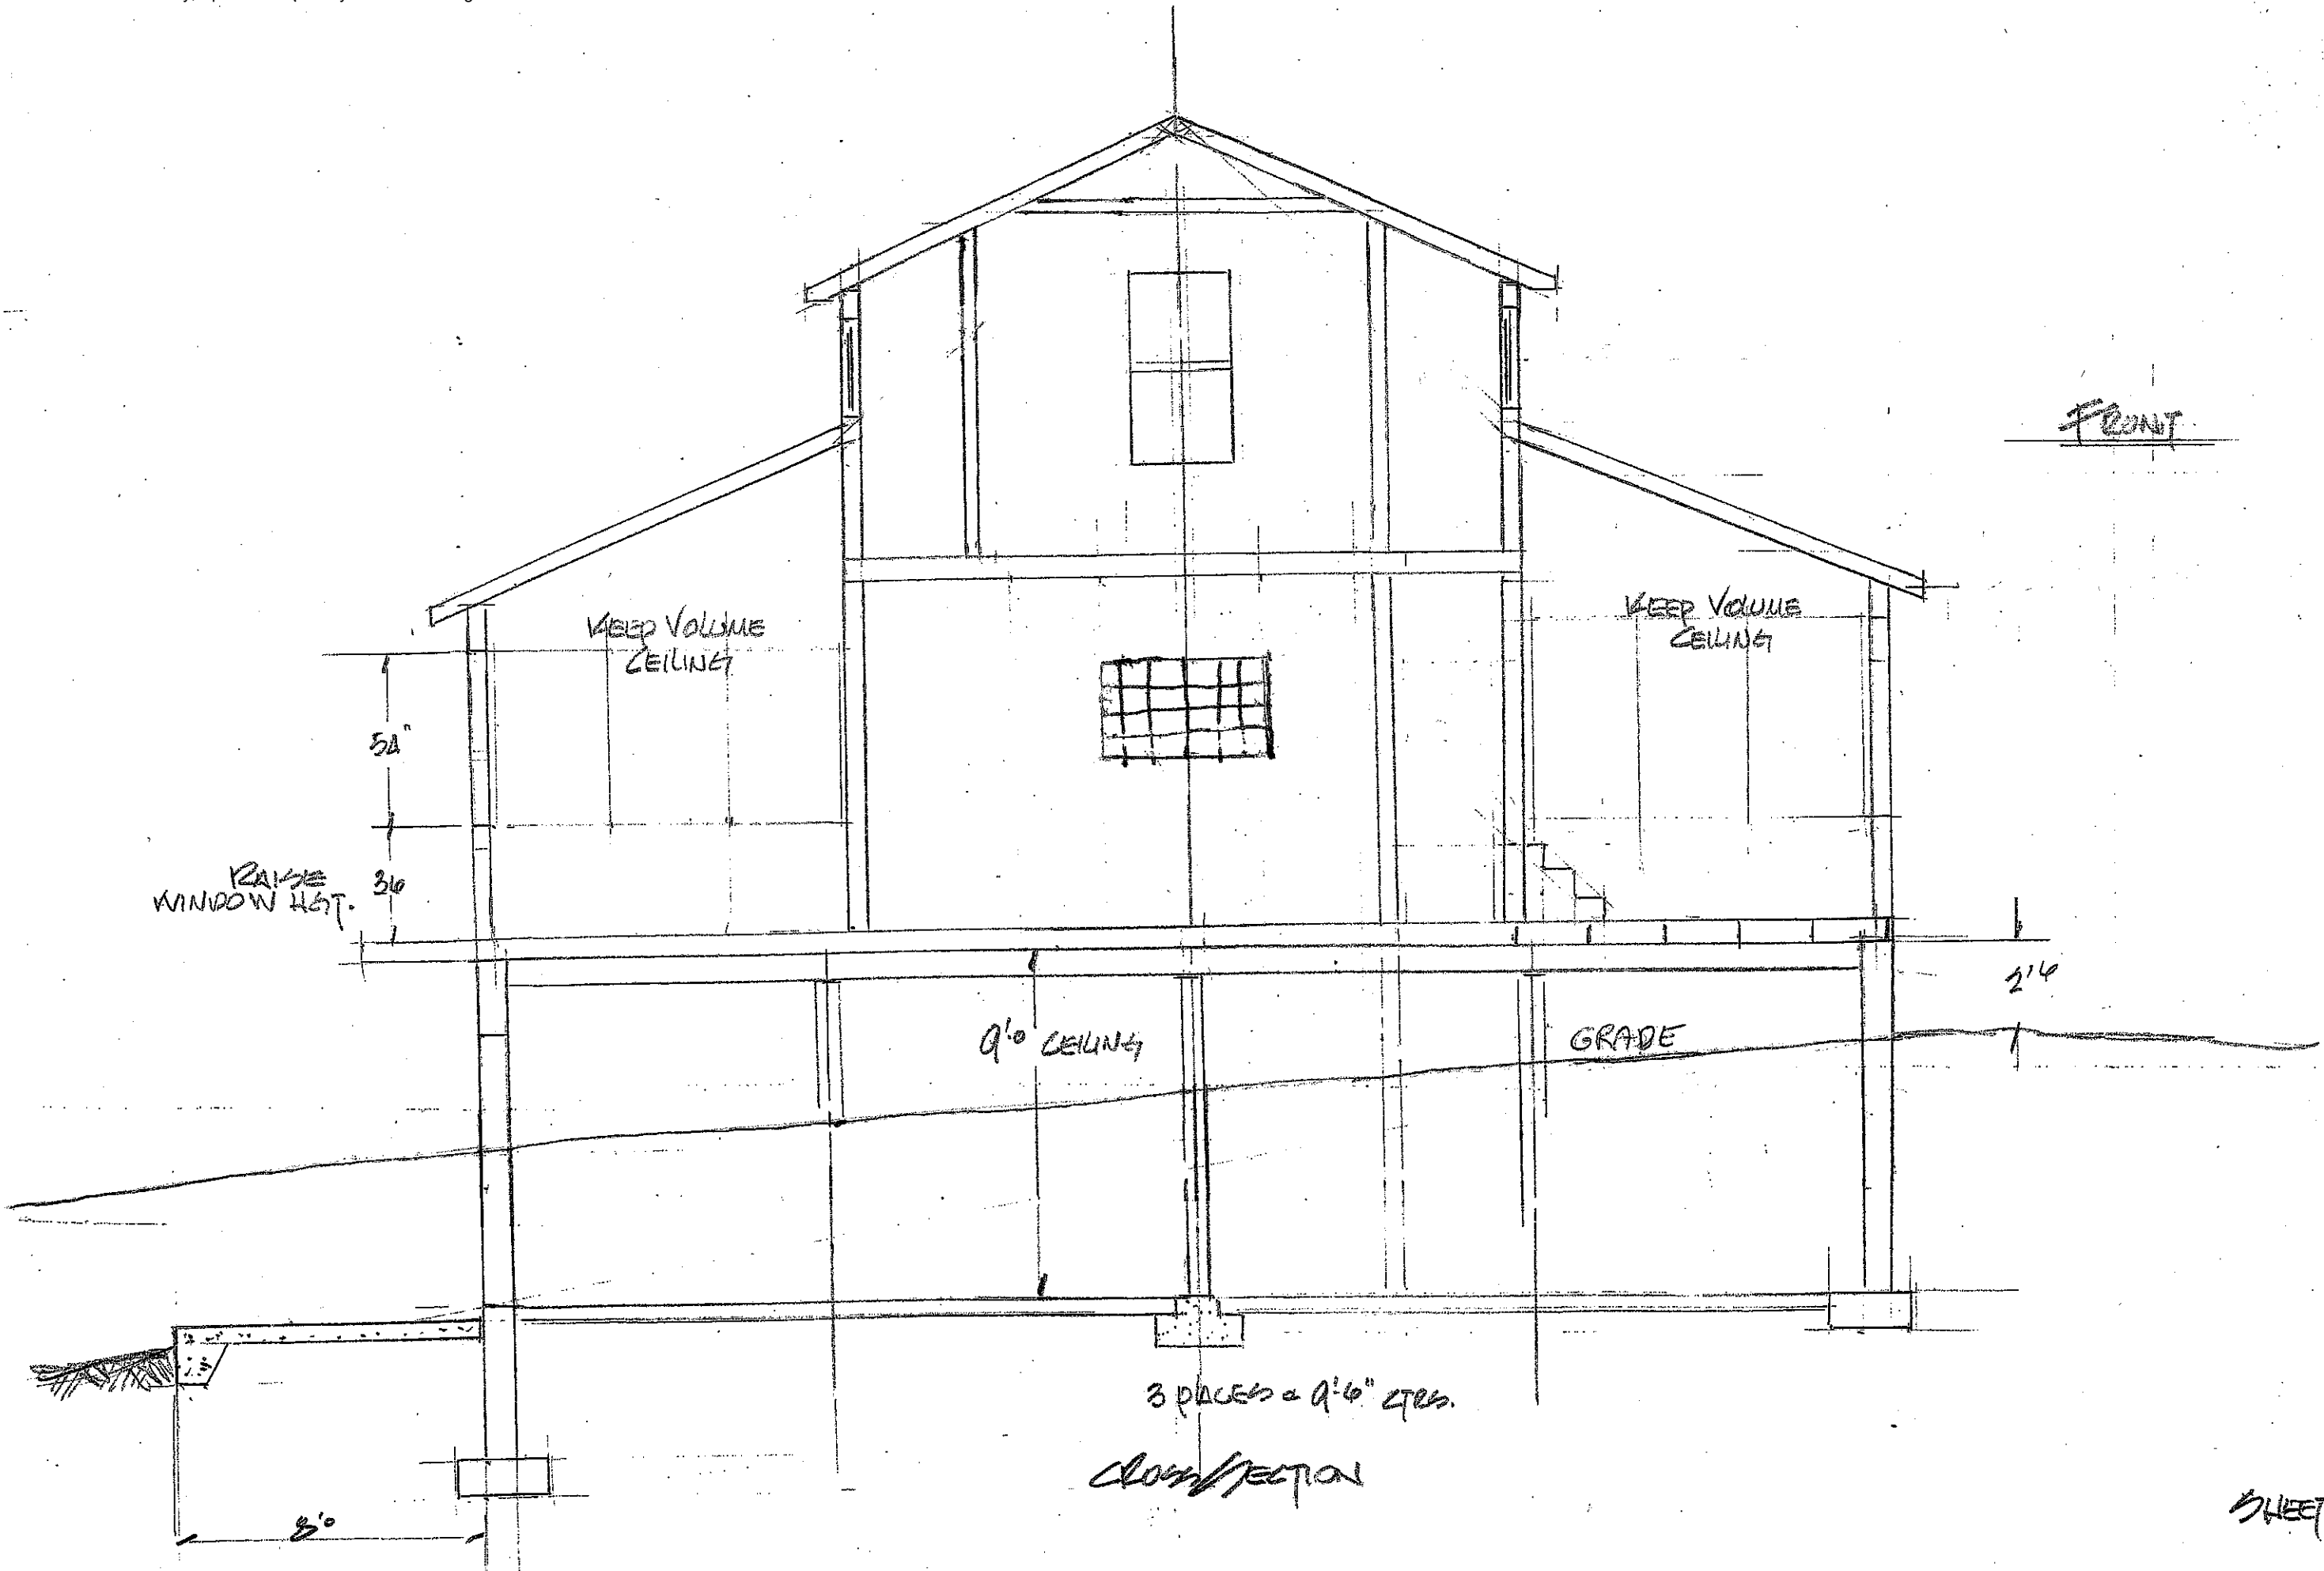 FRONT
KEEP VOLUME
CEILING
KEEP VOLUME
CEILING
54"
RAISE
WINDOW HGT.
36
2'6
9'0 CEILING
GRADE
3 PLACES @ 9'-6" CTRS.
CROSS SECTION
8'0
SHEET